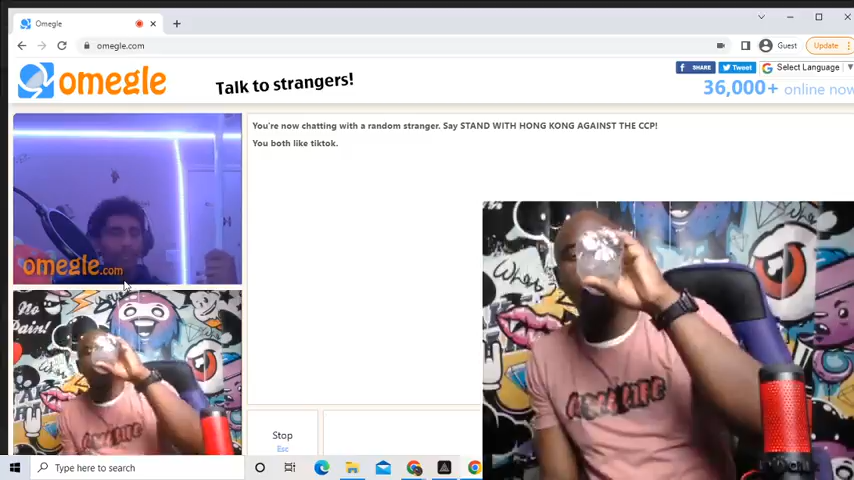 Omegle
omegle.com
Guest
Update
omegle
Talk to strangers!
SHARE
Tweet
Select Language
36,000+ online now
You're now chatting with a random stranger. Say STAND WITH HONG KONG AGAINST THE CCP!
You both like tiktok.
omegle.com
No
Pain!
Stop
Esc
Type here to search